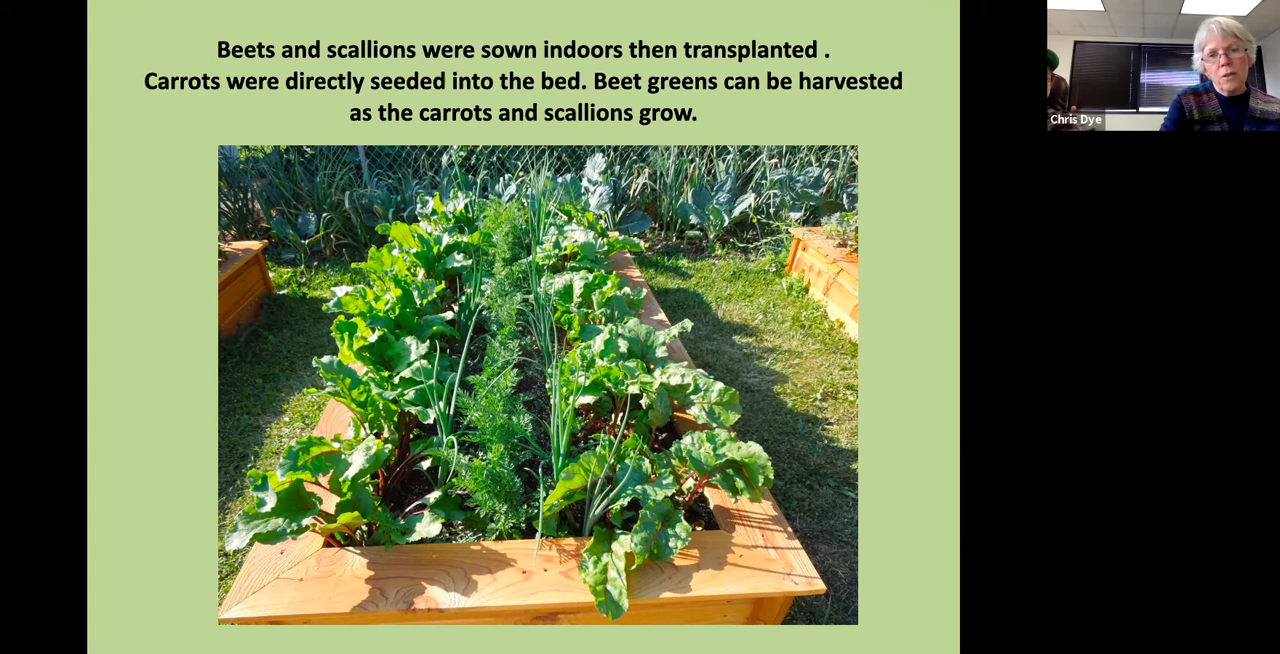 Beets and scallions were sown indoors then transplanted .
Carrots were directly seeded into the bed. Beet greens can be harvested
as the carrots and scallions grow.
Chris Dye